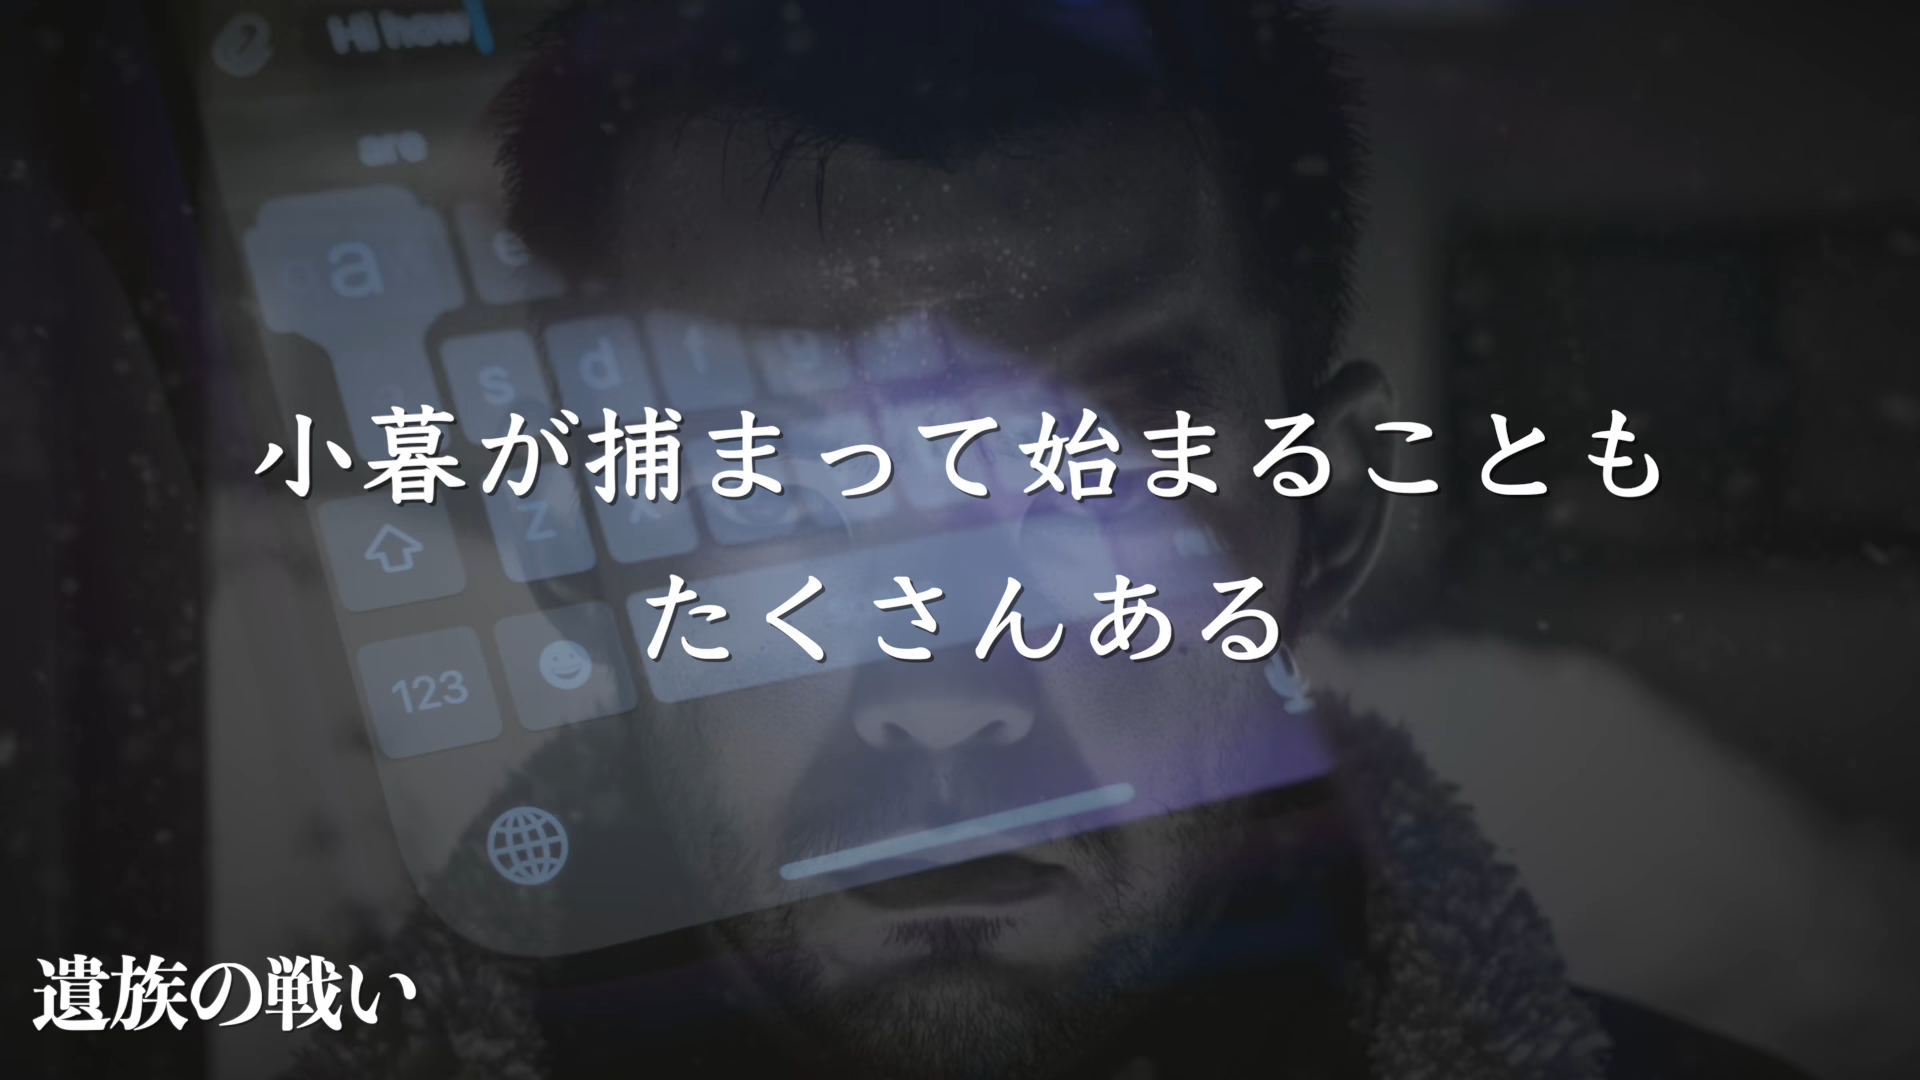 Hi how
are
a
e
s d f g
小暮が捕まって始まることも
z x
たくさんある
123
遺族の戦い